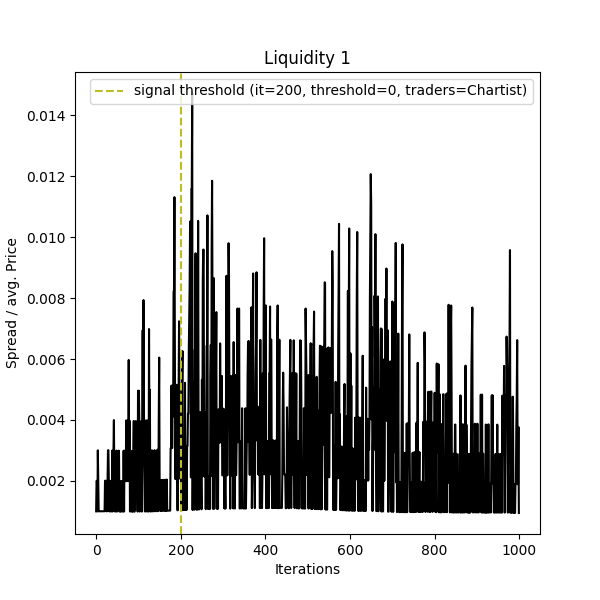 Liquidity 1
signal threshold (it=200, threshold=0, traders=Chartist)
0.014
0.012
0.010
0.008
0.006
0.004
0.002
Spread / avg. Price
0 200 400 600 800 1000
Iterations